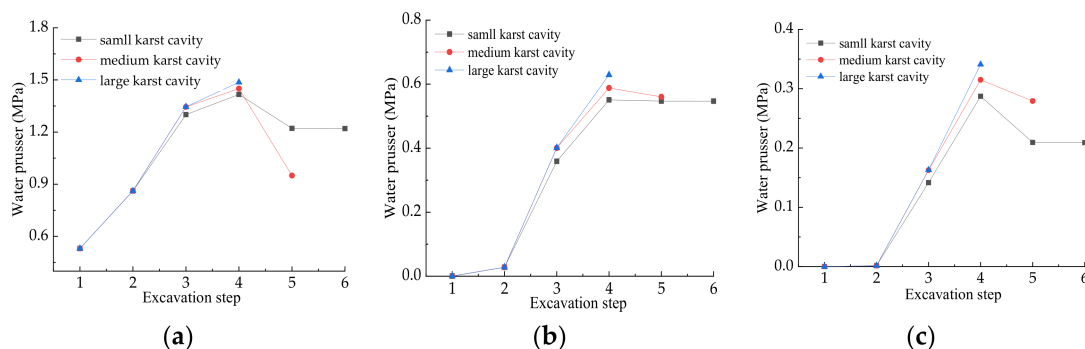 1.8
1.5
1.2
0.9
0.6
Water prusser (MPa)
samll karst cavity
medium karst cavity
large karst cavity
1 2 3 4 5 6
Excavation step
(a)
0.8
0.6
0.4
0.2
0.0
Water prusser (MPa)
samll karst cavity
medium karst cavity
large karst cavity
1 2 3 4 5 6
Excavation step
(b)
0.4
0.3
0.2
0.1
0.0
Water prusser (MPa)
samll karst cavity
medium karst cavity
large karst cavity
1 2 3 4 5 6
Excavation step
(c)